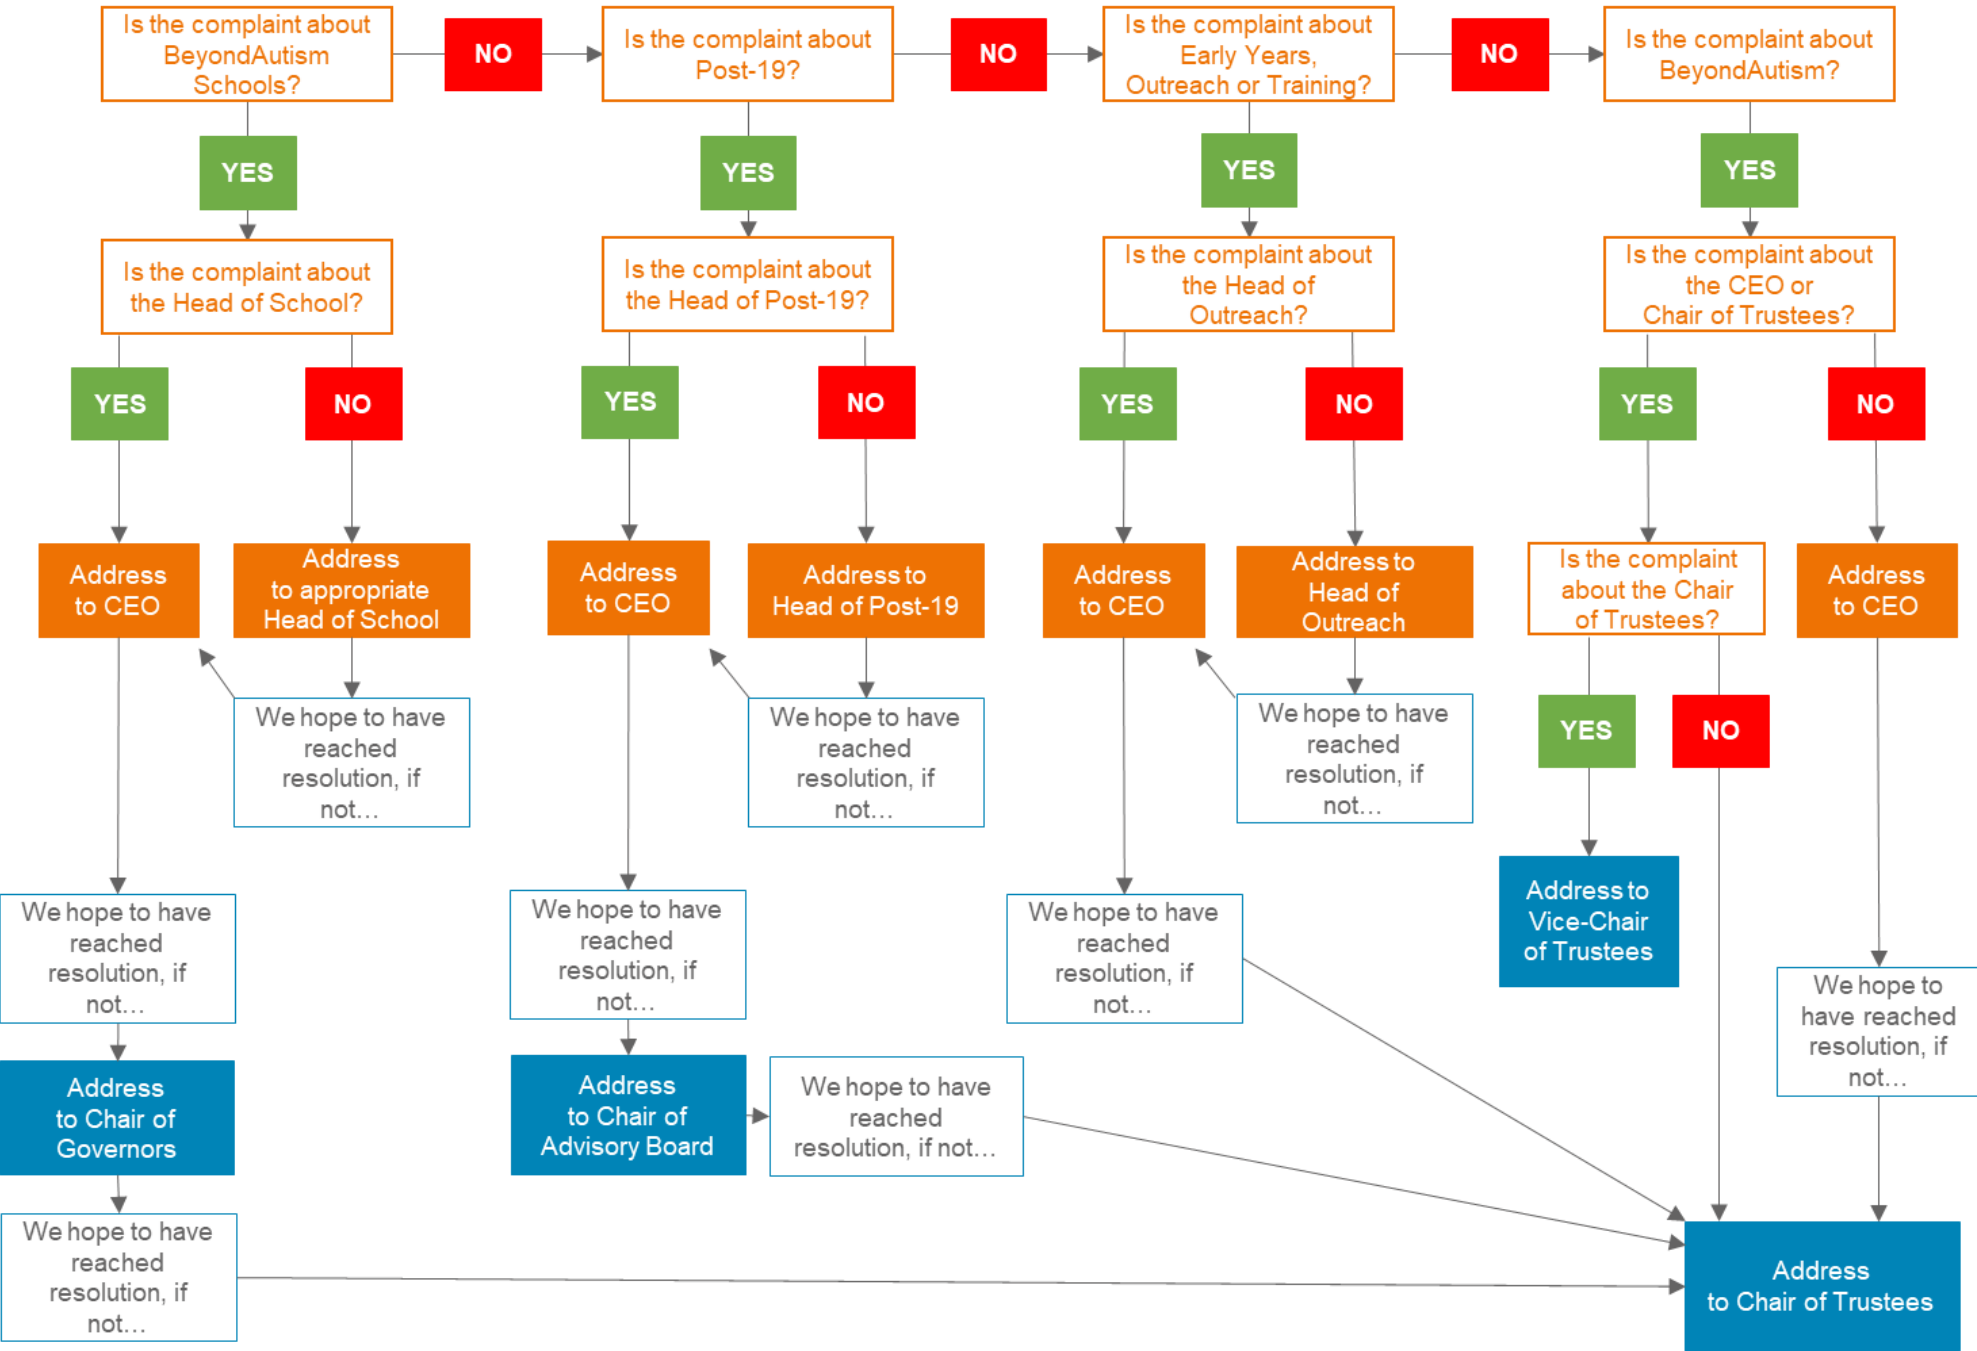 Is the complaint about
BeyondAutism
Schools?
NO
Is the complaint about
Post-19?
NO
Is the complaint about
Early Years,
Outreach or Training?
NO
Is the complaint about
BeyondAutism?
YES
YES
YES
YES
Is the complaint about
the Head of School?
Is the complaint about
the Head of Post-19?
Is the complaint about
the Head of
Outreach?
Is the complaint about
the CEO or
Chair of Trustees?
YES
NO
YES
NO
YES
NO
YES
NO
Address
to CEO
Address
to appropriate
Head of School
Address
to CEO
Address to
Head of Post-19
Address
to CEO
Address to
Head of
Outreach
Is the complaint
about the Chair
of Trustees?
Address
to CEO
We hope to have
reached
resolution, if
not...
We hope to have
reached
resolution, if
not...
We hope to have
reached
resolution, if
not...
YES
NO
We hope to have
reached
resolution, if
not...
We hope to have
reached
resolution, if
not...
We hope to have
reached
resolution, if
not...
Address to
Vice-Chair
of Trustees
We hope to
have reached
resolution, if
not...
Address
to Chair of
Governors
Address
to Chair of
Advisory Board
We hope to have
reached
resolution, if not...
We hope to have
reached
resolution, if
not...
Address
to Chair of Trustees